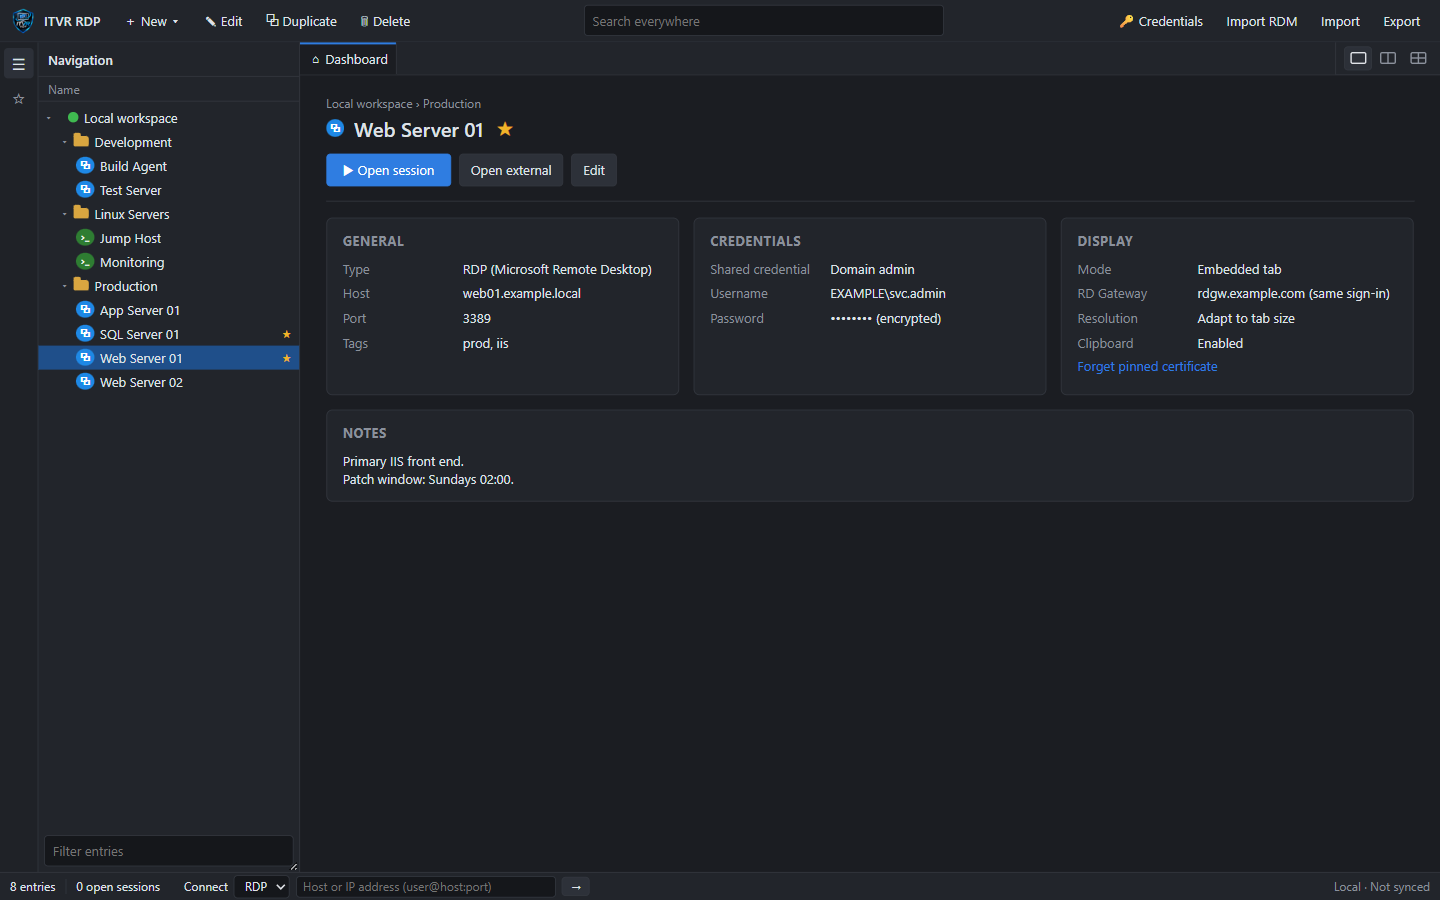 ITVR RDP
+ New
Edit
Duplicate
Delete
Search everywhere
Credentials
Import RDM
Import
Export
Navigation
Name
Local workspace
Development
Build Agent
Test Server
Linux Servers
Jump Host
Monitoring
Production
App Server 01
SQL Server 01
Web Server 01
Web Server 02
Filter entries
Dashboard
Local workspace › Production
Web Server 01
Open session
Open external
Edit
GENERAL
Type RDP (Microsoft Remote Desktop)
Host web01.example.local
Port 3389
Tags prod, iis
CREDENTIALS
Shared credential Domain admin
Username EXAMPLE\svc.admin
Password •••••••• (encrypted)
DISPLAY
Mode Embedded tab
RD Gateway rdgw.example.com (same sign-in)
Resolution Adapt to tab size
Clipboard Enabled
Forget pinned certificate
NOTES
Primary IIS front end.
Patch window: Sundays 02:00.
8 entries
0 open sessions
Connect
RDP
Host or IP address (user@host:port)
→
Local · Not synced